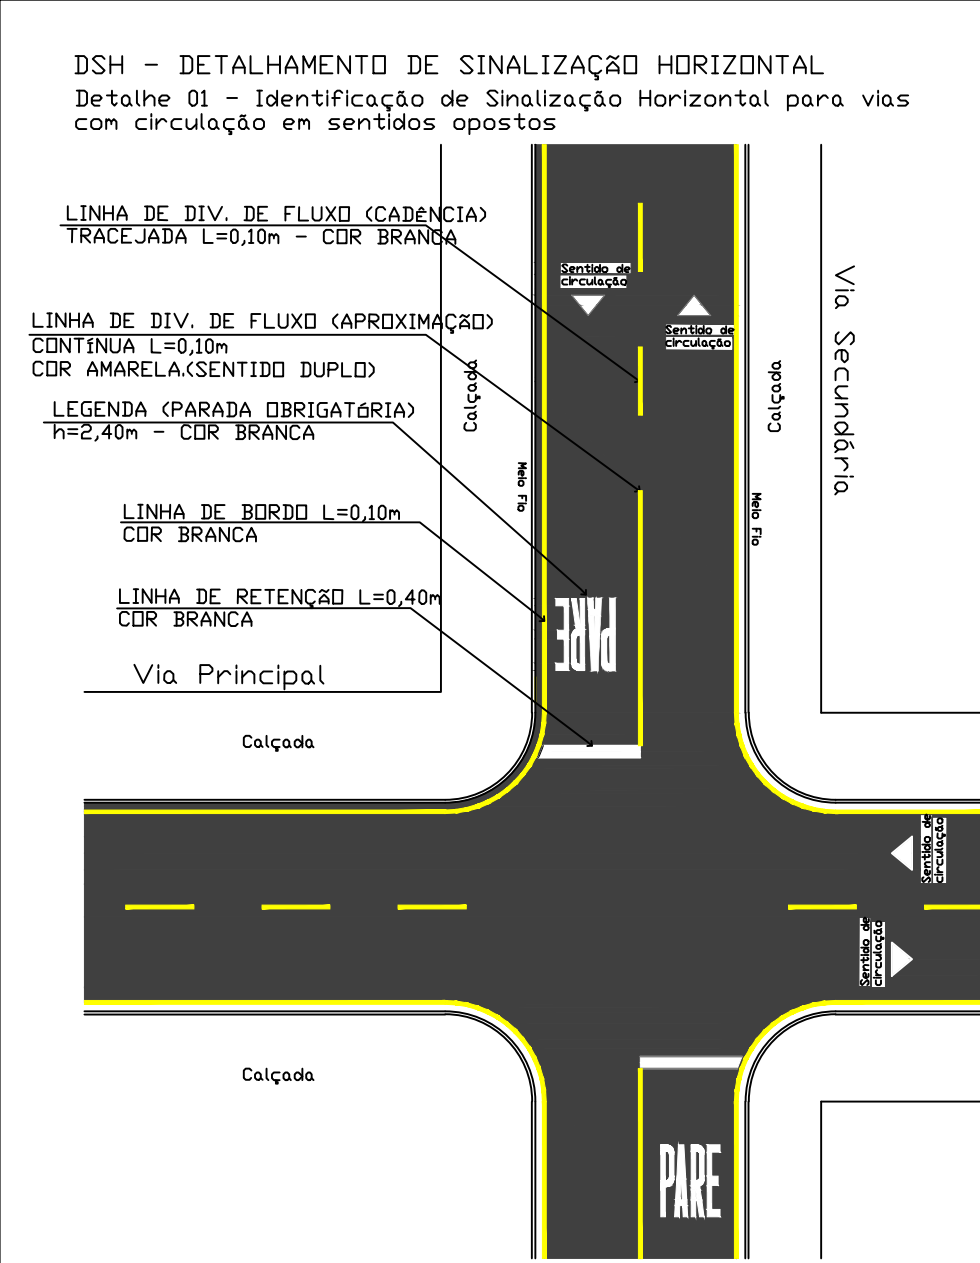 DSH - DETALHAMENTO DE SINALIZAÇÃO HORIZONTAL
Detalhe 01 - Identificação de Sinalização Horizontal para vias
com circulação em sentidos opostos
LINHA DE DIV. DE FLUXO (CADÊNCIA)
TRACEJADA L=0,10m - COR BRANCA
Sentido de
circulação
Sentido de
circulação
LINHA DE DIV. DE FLUXO (APROXIMAÇÃO)
CONTÍNUA L=0,10m
COR AMARELA.(SENTIDO DUPLO)
Calçada
Calçada
Via Secundária
LEGENDA (PARADA OBRIGATÓRIA)
h=2,40m - COR BRANCA
Meio Fio
Meio Fio
LINHA DE BORDO L=0,10m
COR BRANCA
LINHA DE RETENÇÃO L=0,40m
COR BRANCA
PARE
Via Principal
Calçada
Sentido de
circulação
Sentido de
circulação
Calçada
PARE